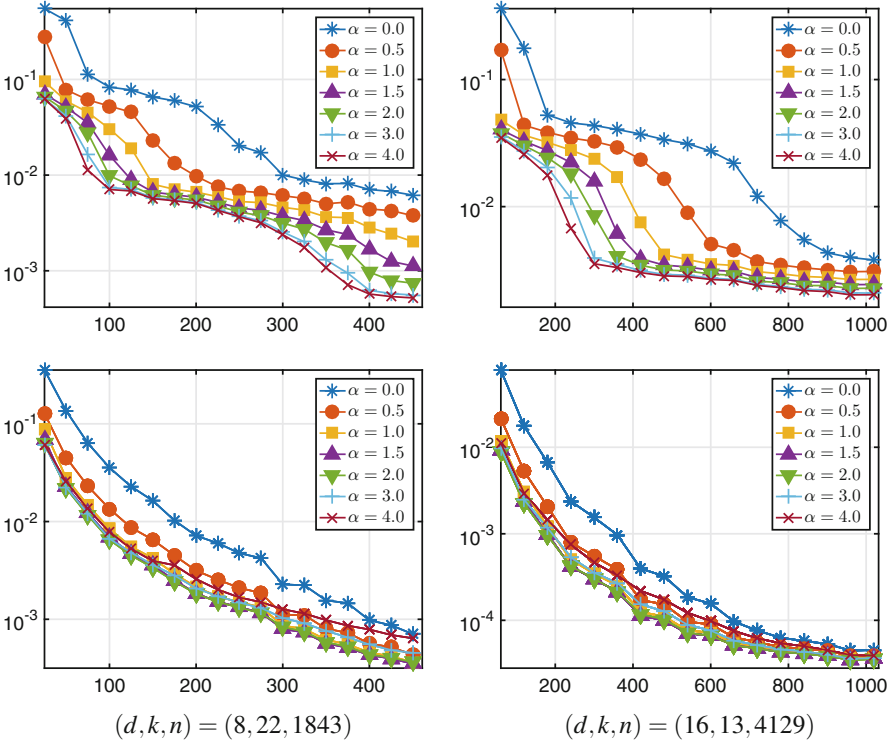 α = 0.0
α = 0.5
α = 1.0
α = 1.5
α = 2.0
α = 3.0
α = 4.0
10⁻¹
10⁻²
10⁻³
100 200 300 400
α = 0.0
α = 0.5
α = 1.0
α = 1.5
α = 2.0
α = 3.0
α = 4.0
10⁻¹
10⁻²
200 400 600 800 1000
α = 0.0
α = 0.5
α = 1.0
α = 1.5
α = 2.0
α = 3.0
α = 4.0
10⁻¹
10⁻²
10⁻³
100 200 300 400
(d,k,n) = (8,22,1843)
α = 0.0
α = 0.5
α = 1.0
α = 1.5
α = 2.0
α = 3.0
α = 4.0
10⁻²
10⁻³
10⁻⁴
200 400 600 800 1000
(d,k,n) = (16,13,4129)